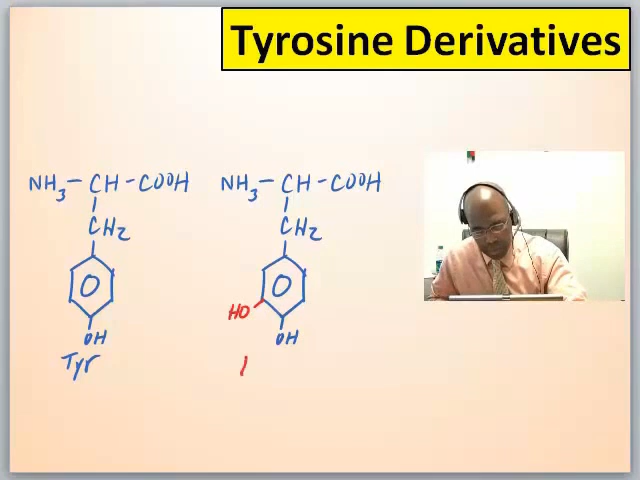 Tyrosine Derivatives
NH3 - CH - COOH NH3 - CH - COOH
CH2 CH2
HO
OH OH
Tyr